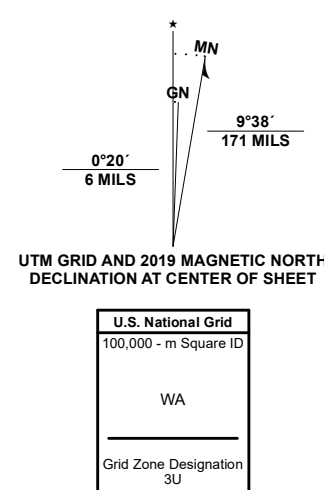 ★
MN
GN
9°38´
171 MILS
0°20´
6 MILS
UTM GRID AND 2019 MAGNETIC NORTH
DECLINATION AT CENTER OF SHEET
U.S. National Grid
100,000 - m Square ID
WA
Grid Zone Designation
3U